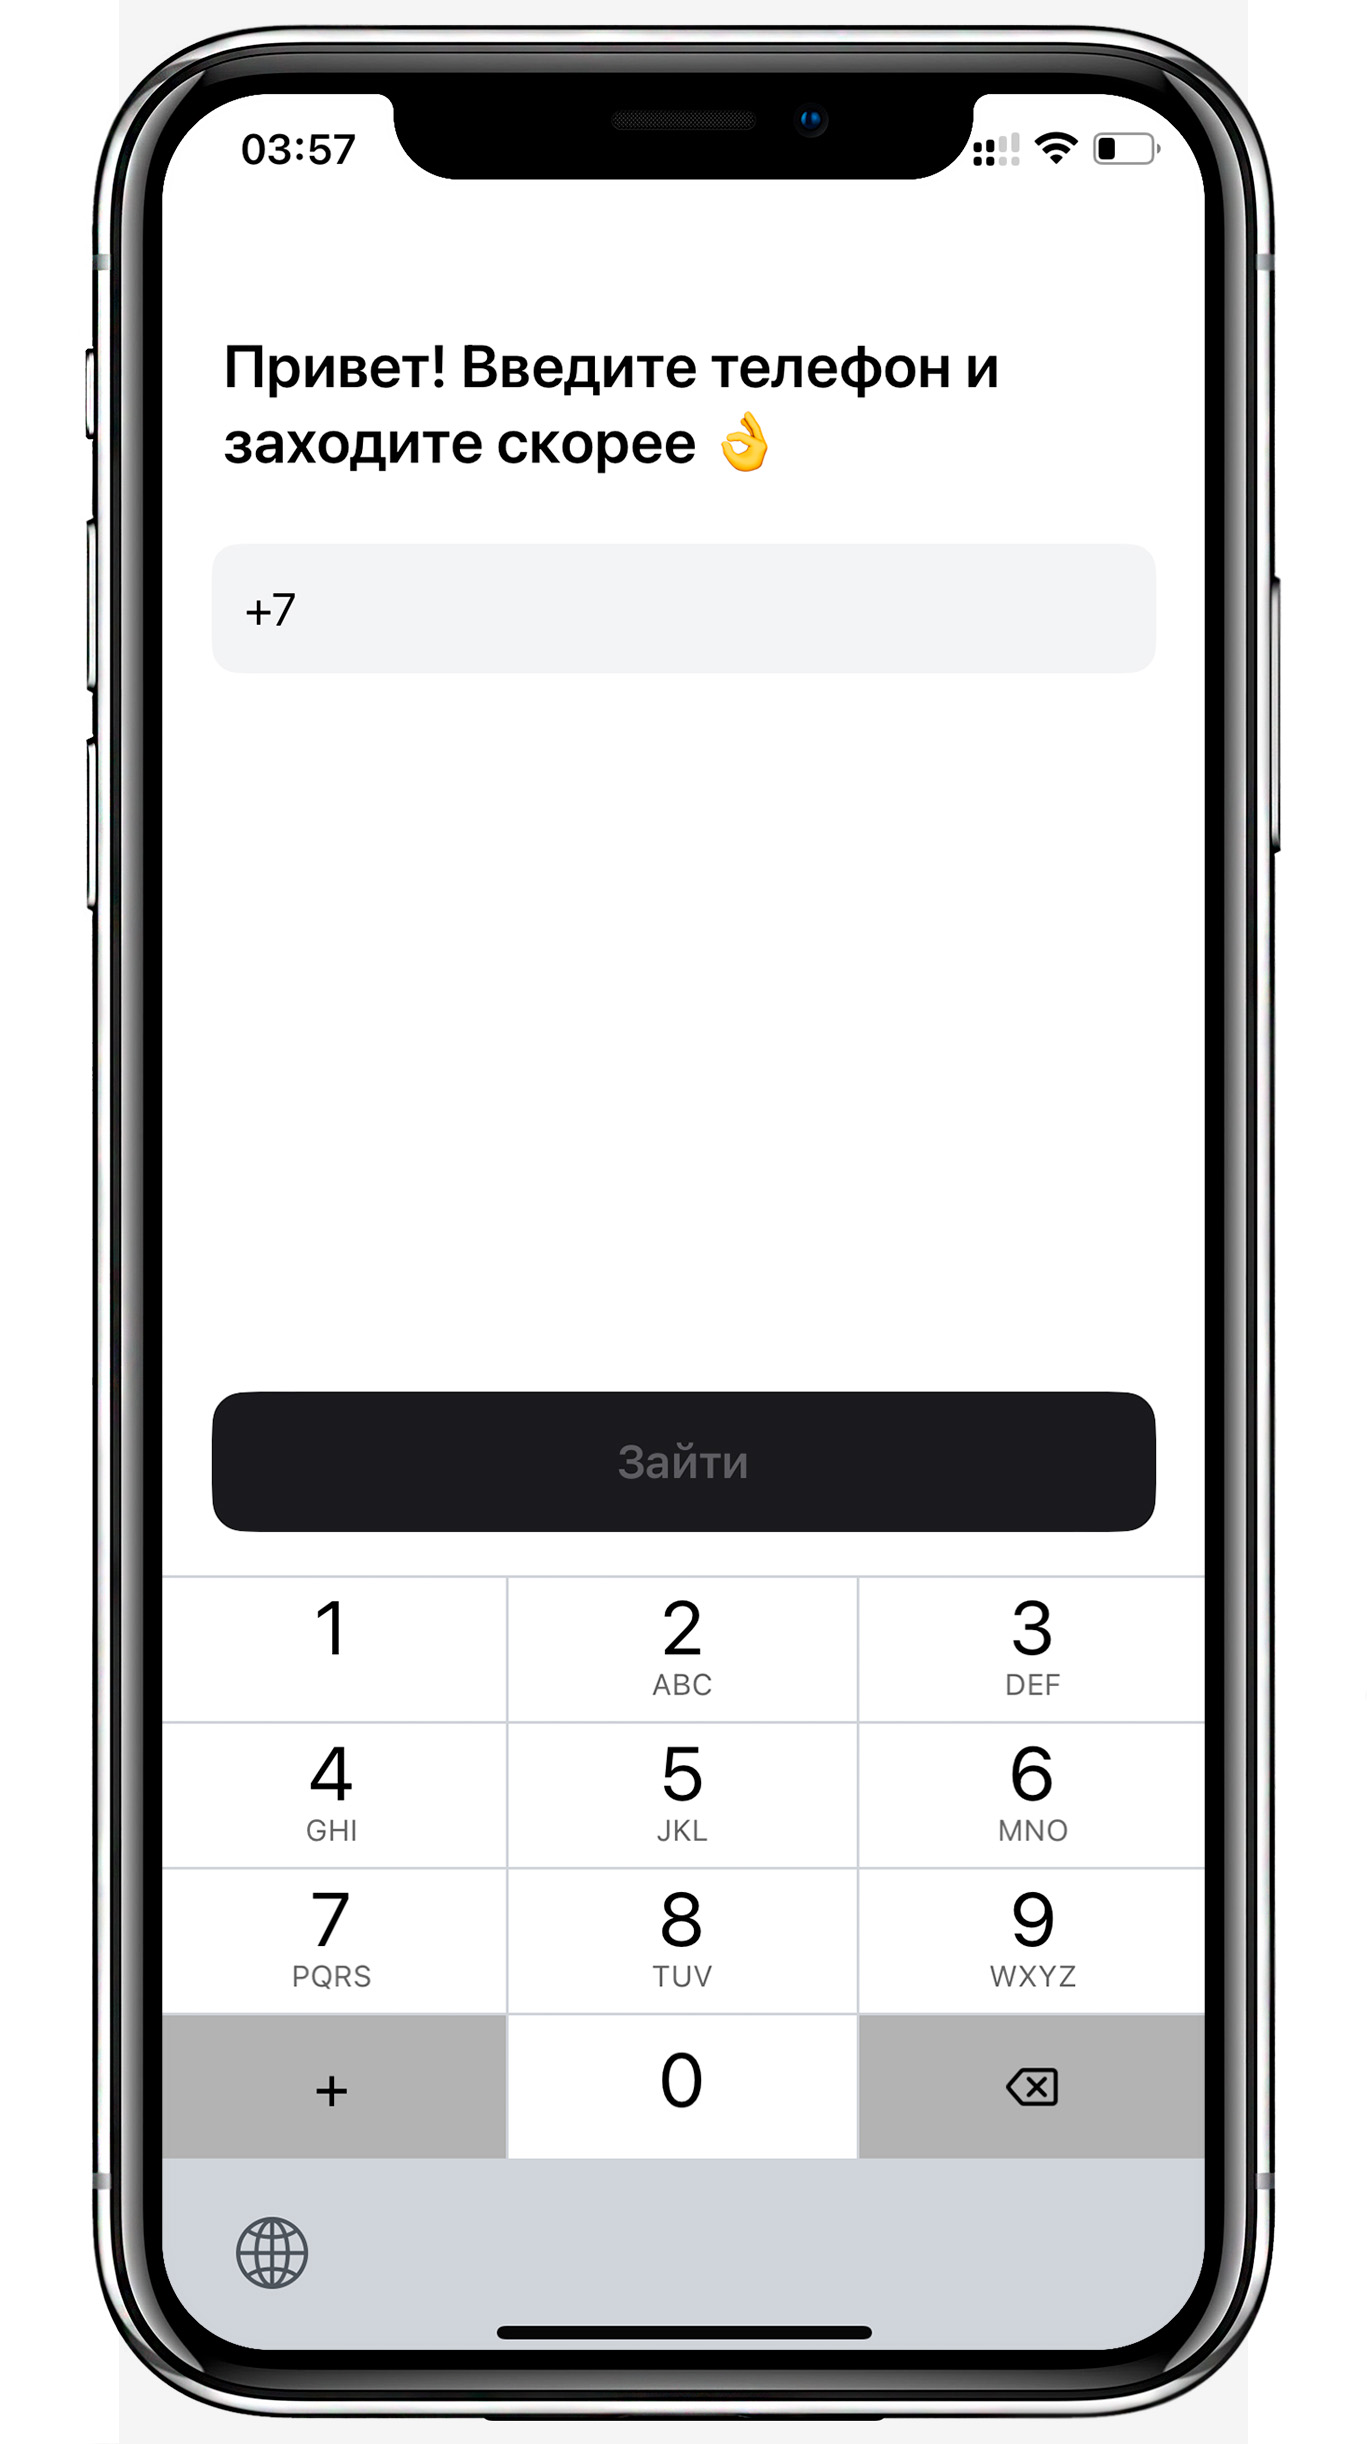 03:57
Привет! Введите телефон и
заходите скорее 👌
+7
Зайти
1 2 3
ABC DEF
4 5 6
GHI JKL MNO
7 8 9
PQRS TUV WXYZ
+ 0